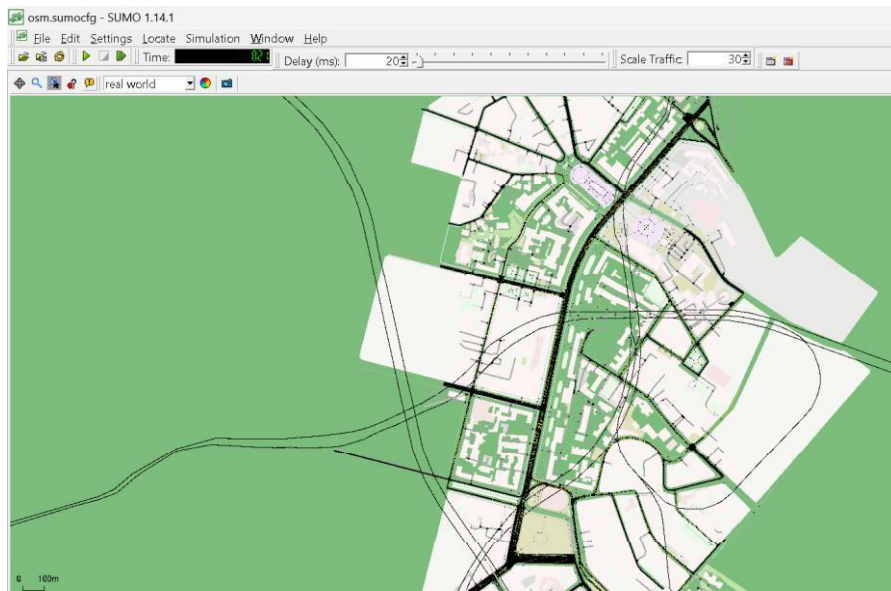 osm.sumocfg - SUMO 1.14.1
File Edit Settings Locate Simulation Window Help
Time: Delay (ms): 20 Scale Traffic: 30
real world
0 100m